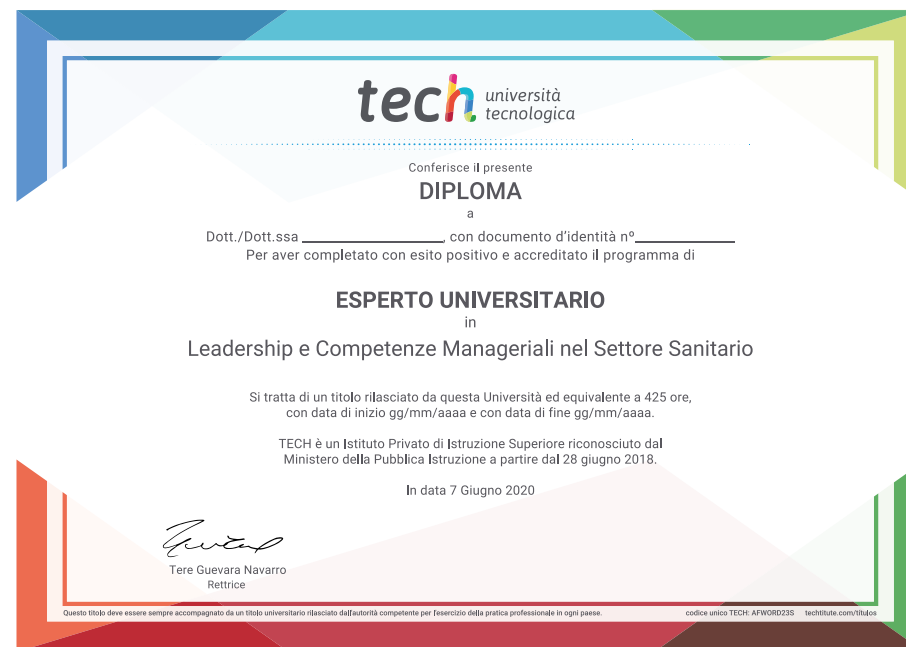 tech università
tecnologica
Conferisce il presente
DIPLOMA
a
Dott./Dott.ssa ____________________, con documento d'identità nº______________
Per aver completato con esito positivo e accreditato il programma di
ESPERTO UNIVERSITARIO
in
Leadership e Competenze Manageriali nel Settore Sanitario
Si tratta di un titolo rilasciato da questa Università ed equivalente a 425 ore,
con data di inizio gg/mm/aaaa e con data di fine gg/mm/aaaa.
TECH è un Istituto Privato di Istruzione Superiore riconosciuto dal
Ministero della Pubblica Istruzione a partire dal 28 giugno 2018.
In data 7 Giugno 2020
Tere Guevara Navarro
Rettrice
Questo titolo deve essere sempre accompagnato da un titolo universitario rilasciato dall'autorità competente per l'esercizio della pratica professionale in ogni paese. codice unico TECH: AFWORD23S techtitute.com/titulos